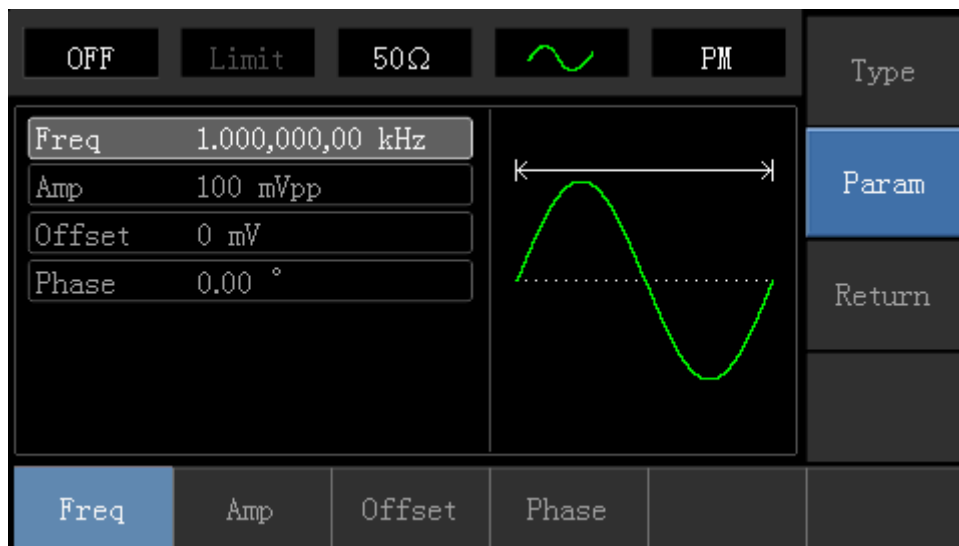 OFF Limit 50Ω PM
Type
Freq 1.000,000,00 kHz
Amp 100 mVpp
Param
Offset 0 mV
Phase 0.00 °
Return
Freq Amp Offset Phase